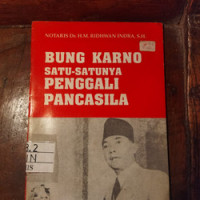 NOTARIS Dr. H.M. RIDHWAN INDRA, S.H.
BUNG KARNO
SATU-SATUNYA
PENGGALI
PANCASILA